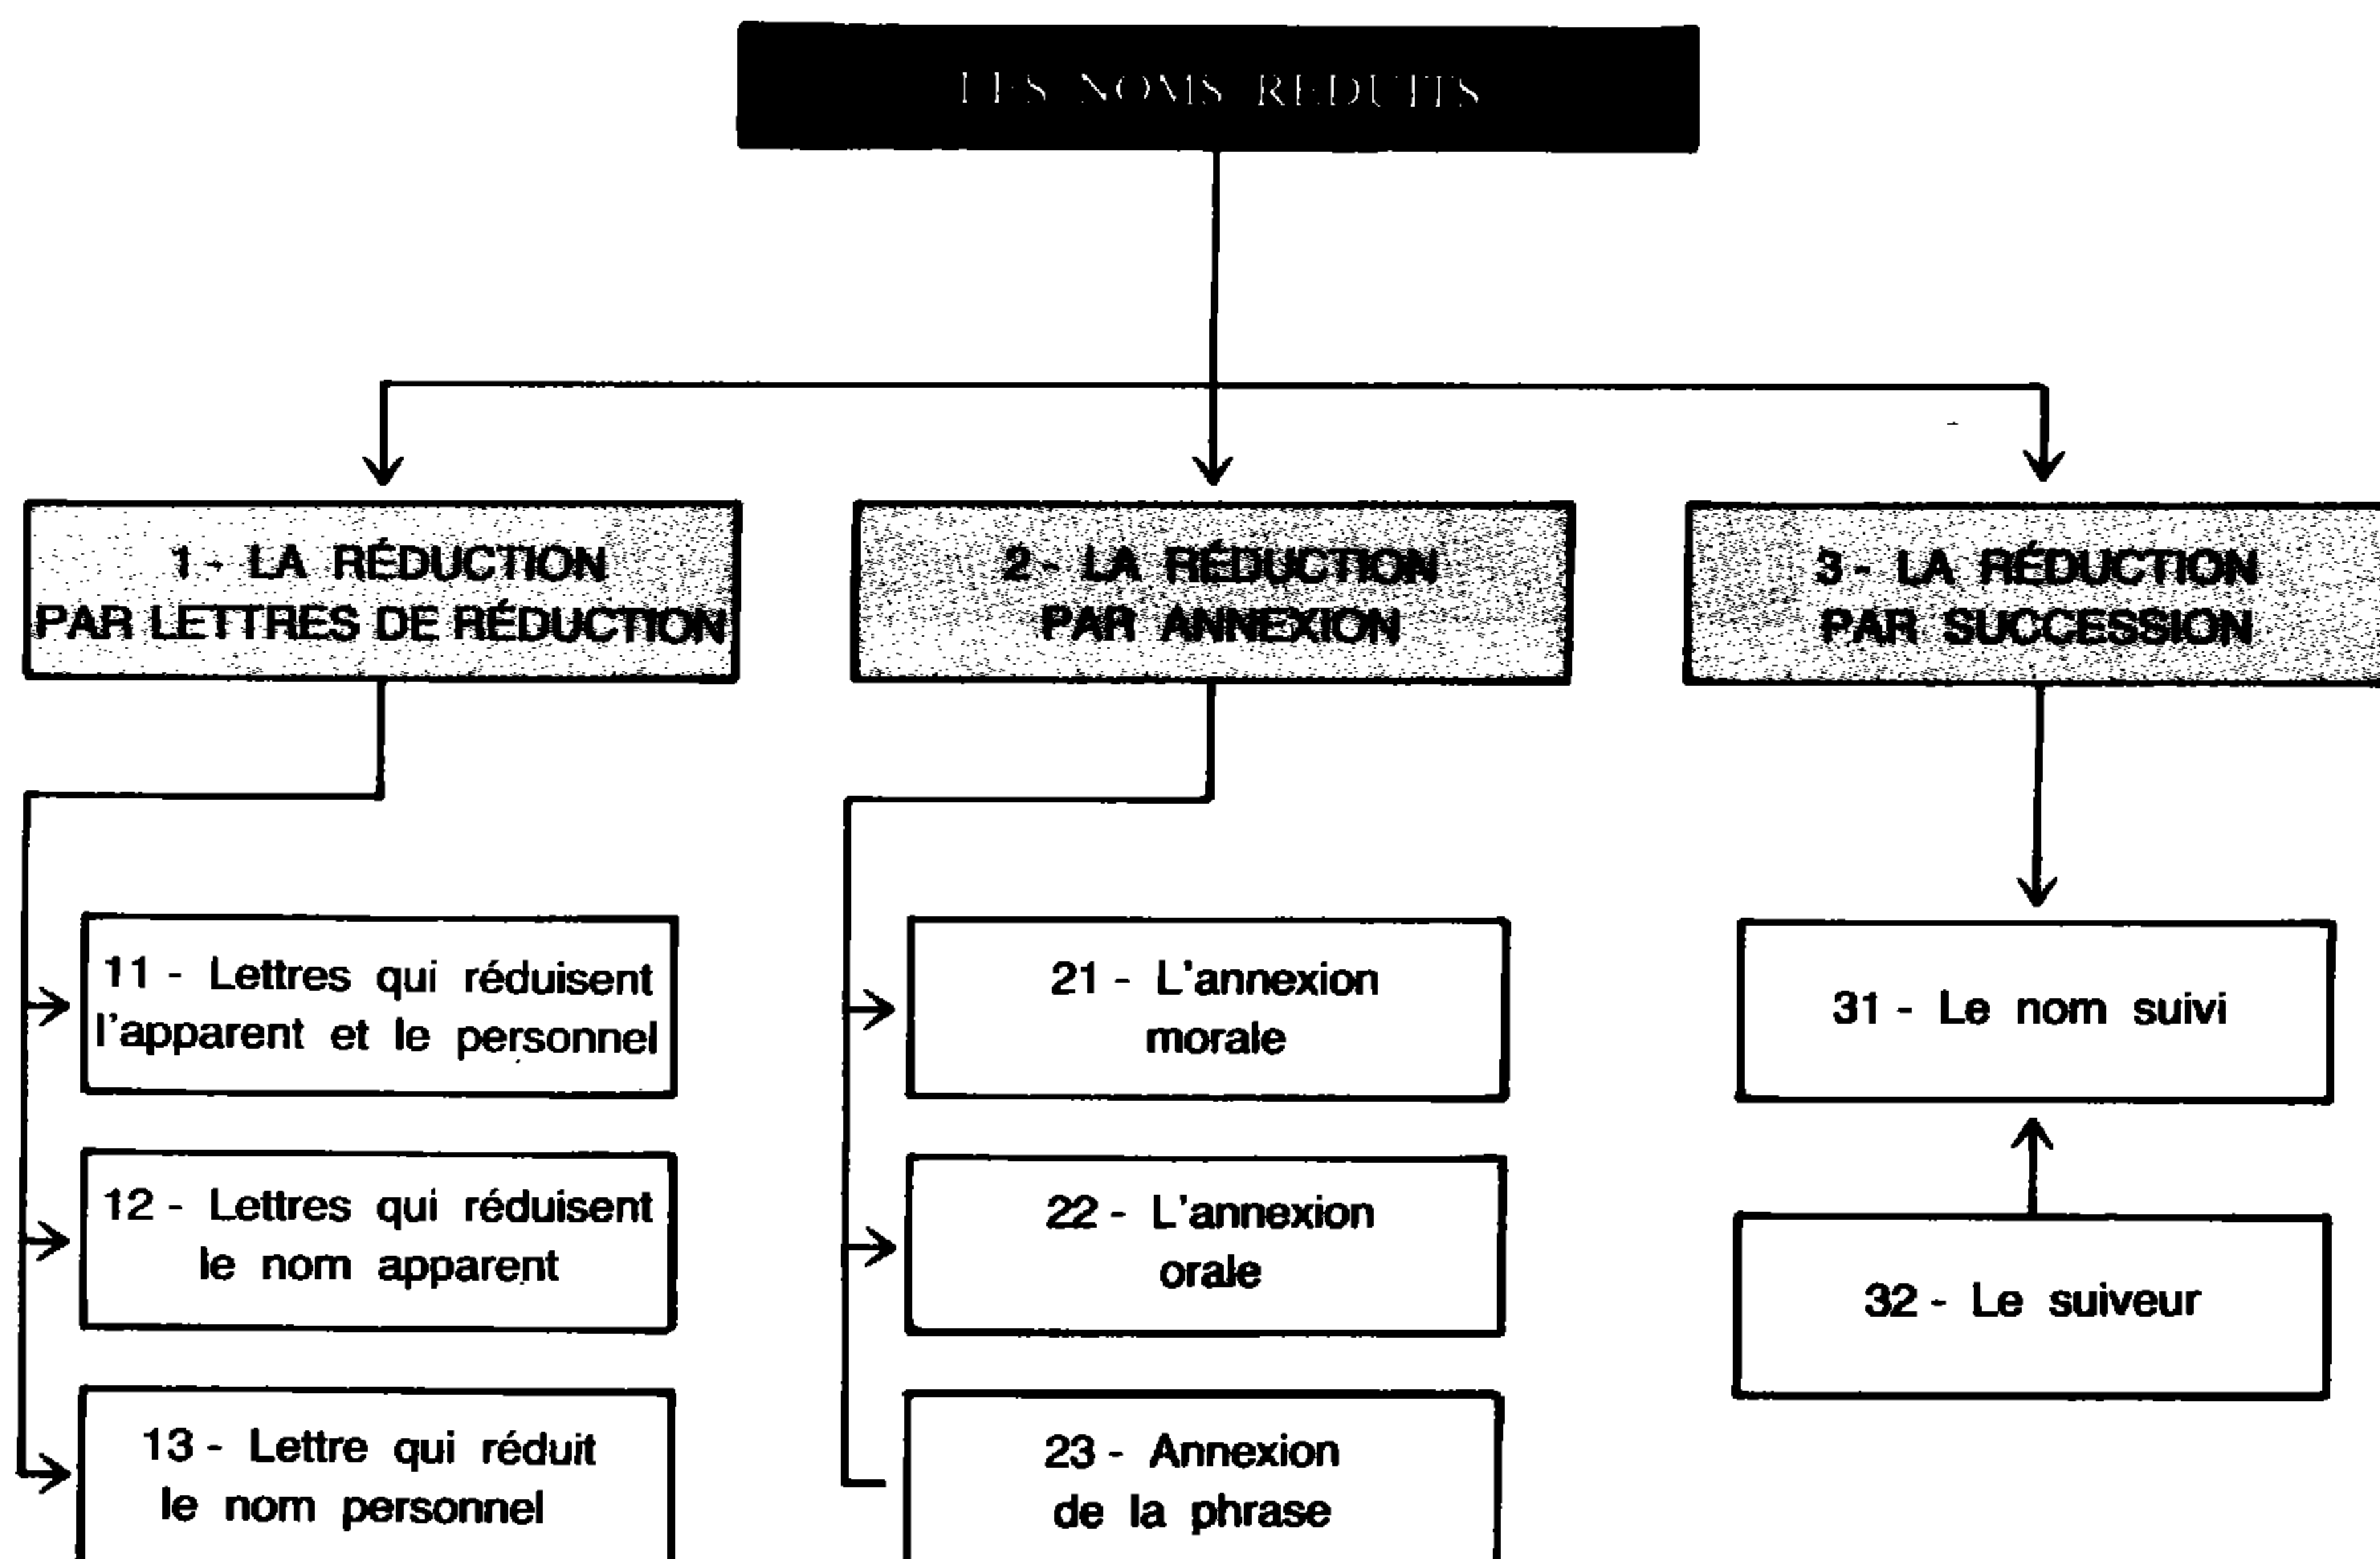 LES NOMS REDUITS
1 - LA RÉDUCTION
PAR LETTRES DE RÉDUCTION
2 - LA RÉDUCTION
PAR ANNEXION
3 - LA RÉDUCTION
PAR SUCCESSION
11 - Lettres qui réduisent
l'apparent et le personnel
12 - Lettres qui réduisent
le nom apparent
13 - Lettre qui réduit
le nom personnel
21 - L'annexion
morale
22 - L'annexion
orale
23 - Annexion
de la phrase
31 - Le nom suivi
32 - Le suiveur